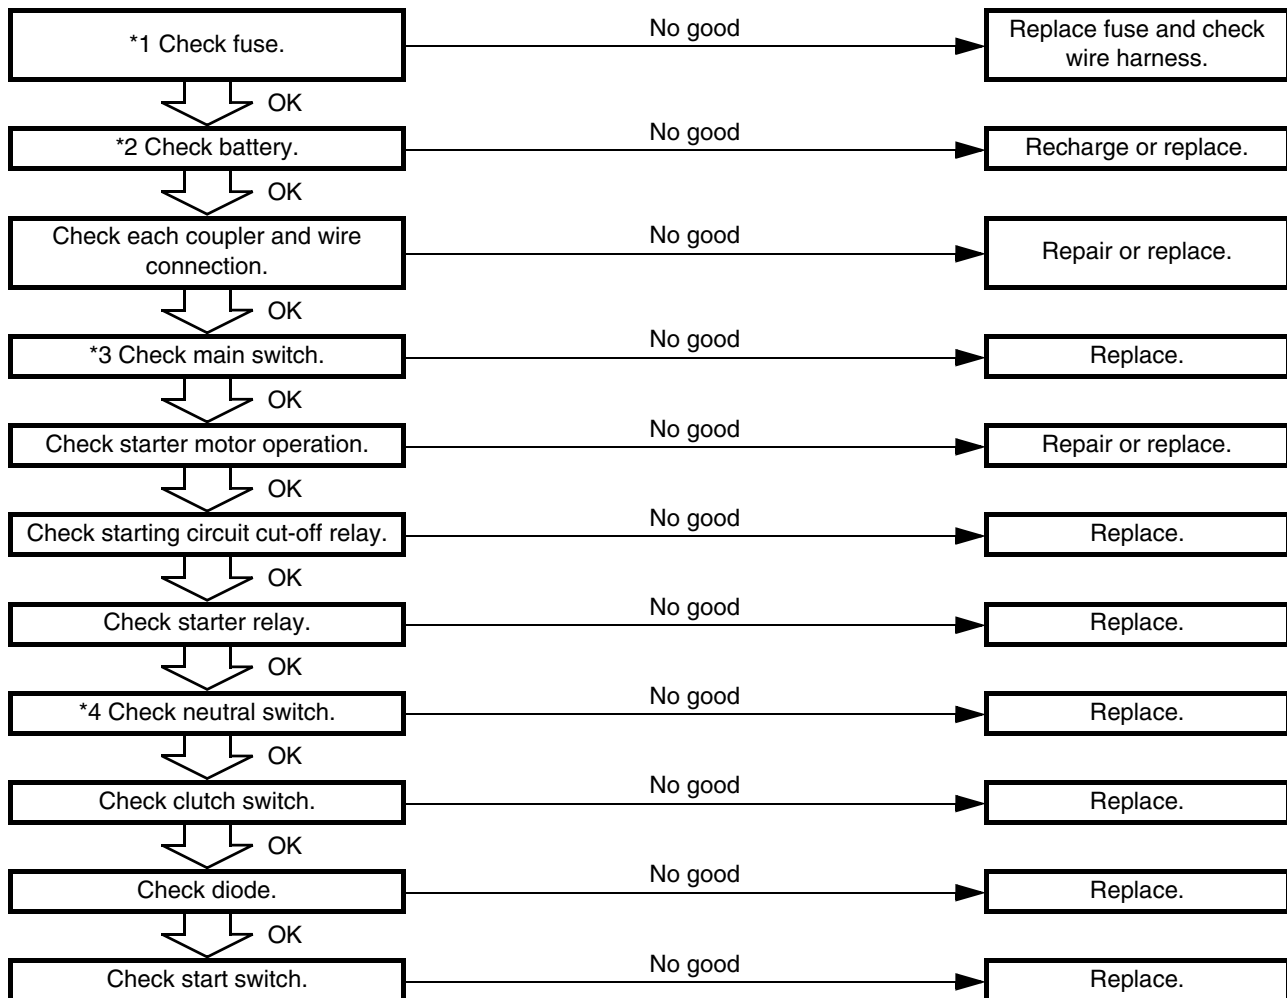 *1 Check fuse.
No good
Replace fuse and check
wire harness.
OK
*2 Check battery.
No good
Recharge or replace.
OK
Check each coupler and wire
connection.
No good
Repair or replace.
OK
*3 Check main switch.
No good
Replace.
OK
Check starter motor operation.
No good
Repair or replace.
OK
Check starting circuit cut-off relay.
No good
Replace.
OK
Check starter relay.
No good
Replace.
OK
*4 Check neutral switch.
No good
Replace.
OK
Check clutch switch.
No good
Replace.
OK
Check diode.
No good
Replace.
OK
Check start switch.
No good
Replace.